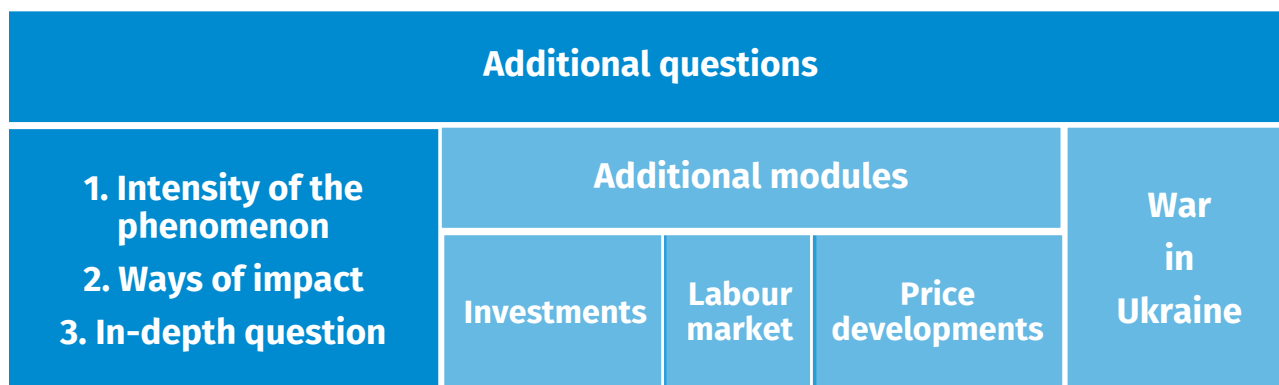 Additional questions
1. Intensity of the
phenomenon
2. Ways of impact
3. In-depth question
Additional modules
Investments
Labour
market
Price
developments
War
in
Ukraine